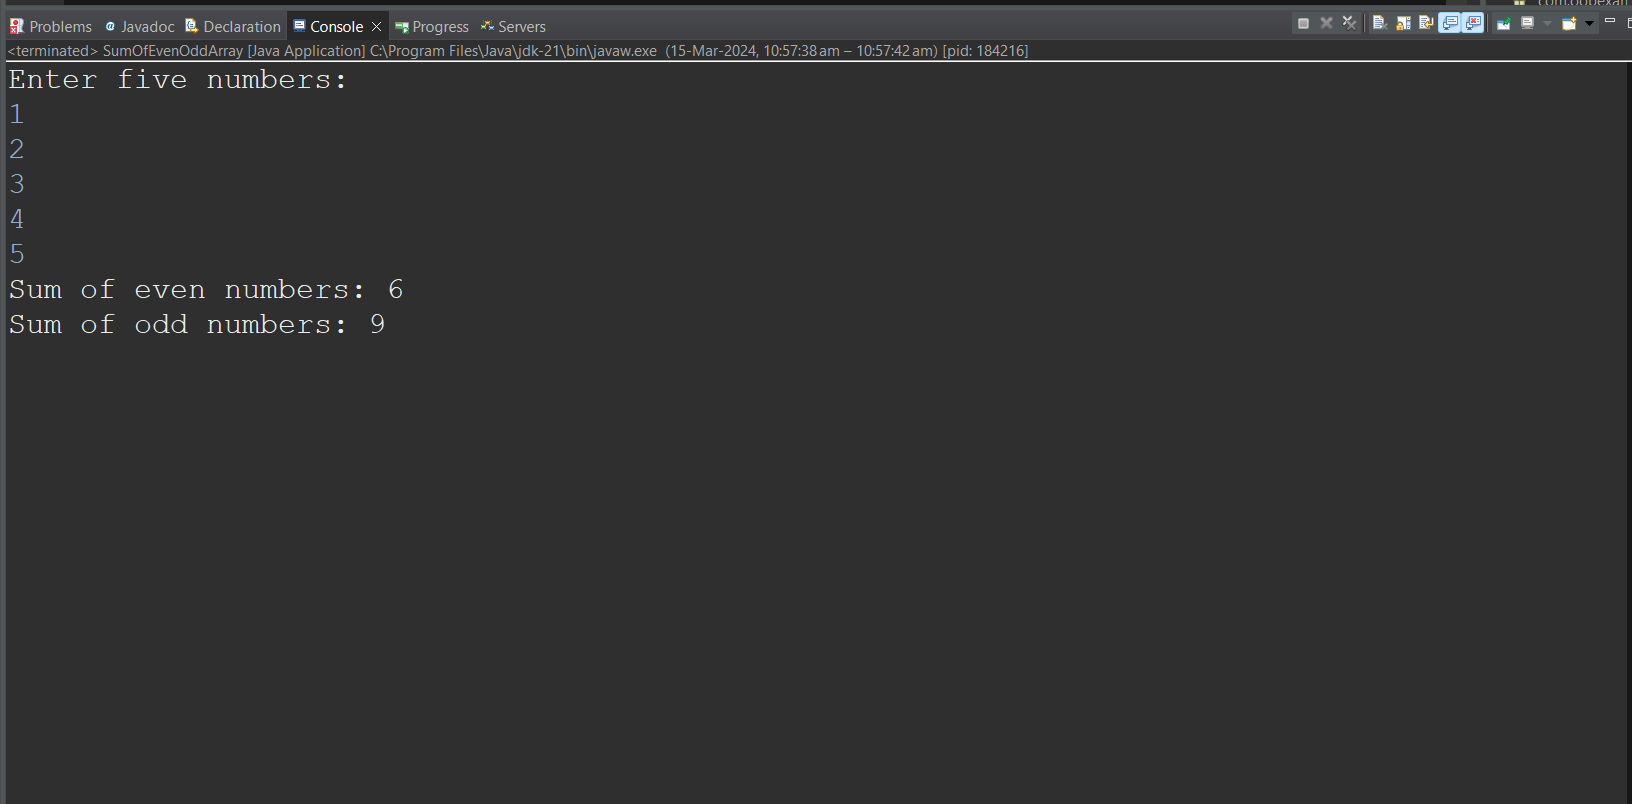 Problems Javadoc Declaration Console Progress Servers
<terminated> SumOfEvenOddArray [Java Application] C:\Program Files\Java\jdk-21\bin\javaw.exe (15-Mar-2024, 10:57:38 am – 10:57:42 am) [pid: 184216]
Enter five numbers:
1
2
3
4
5
Sum of even numbers: 6
Sum of odd numbers: 9